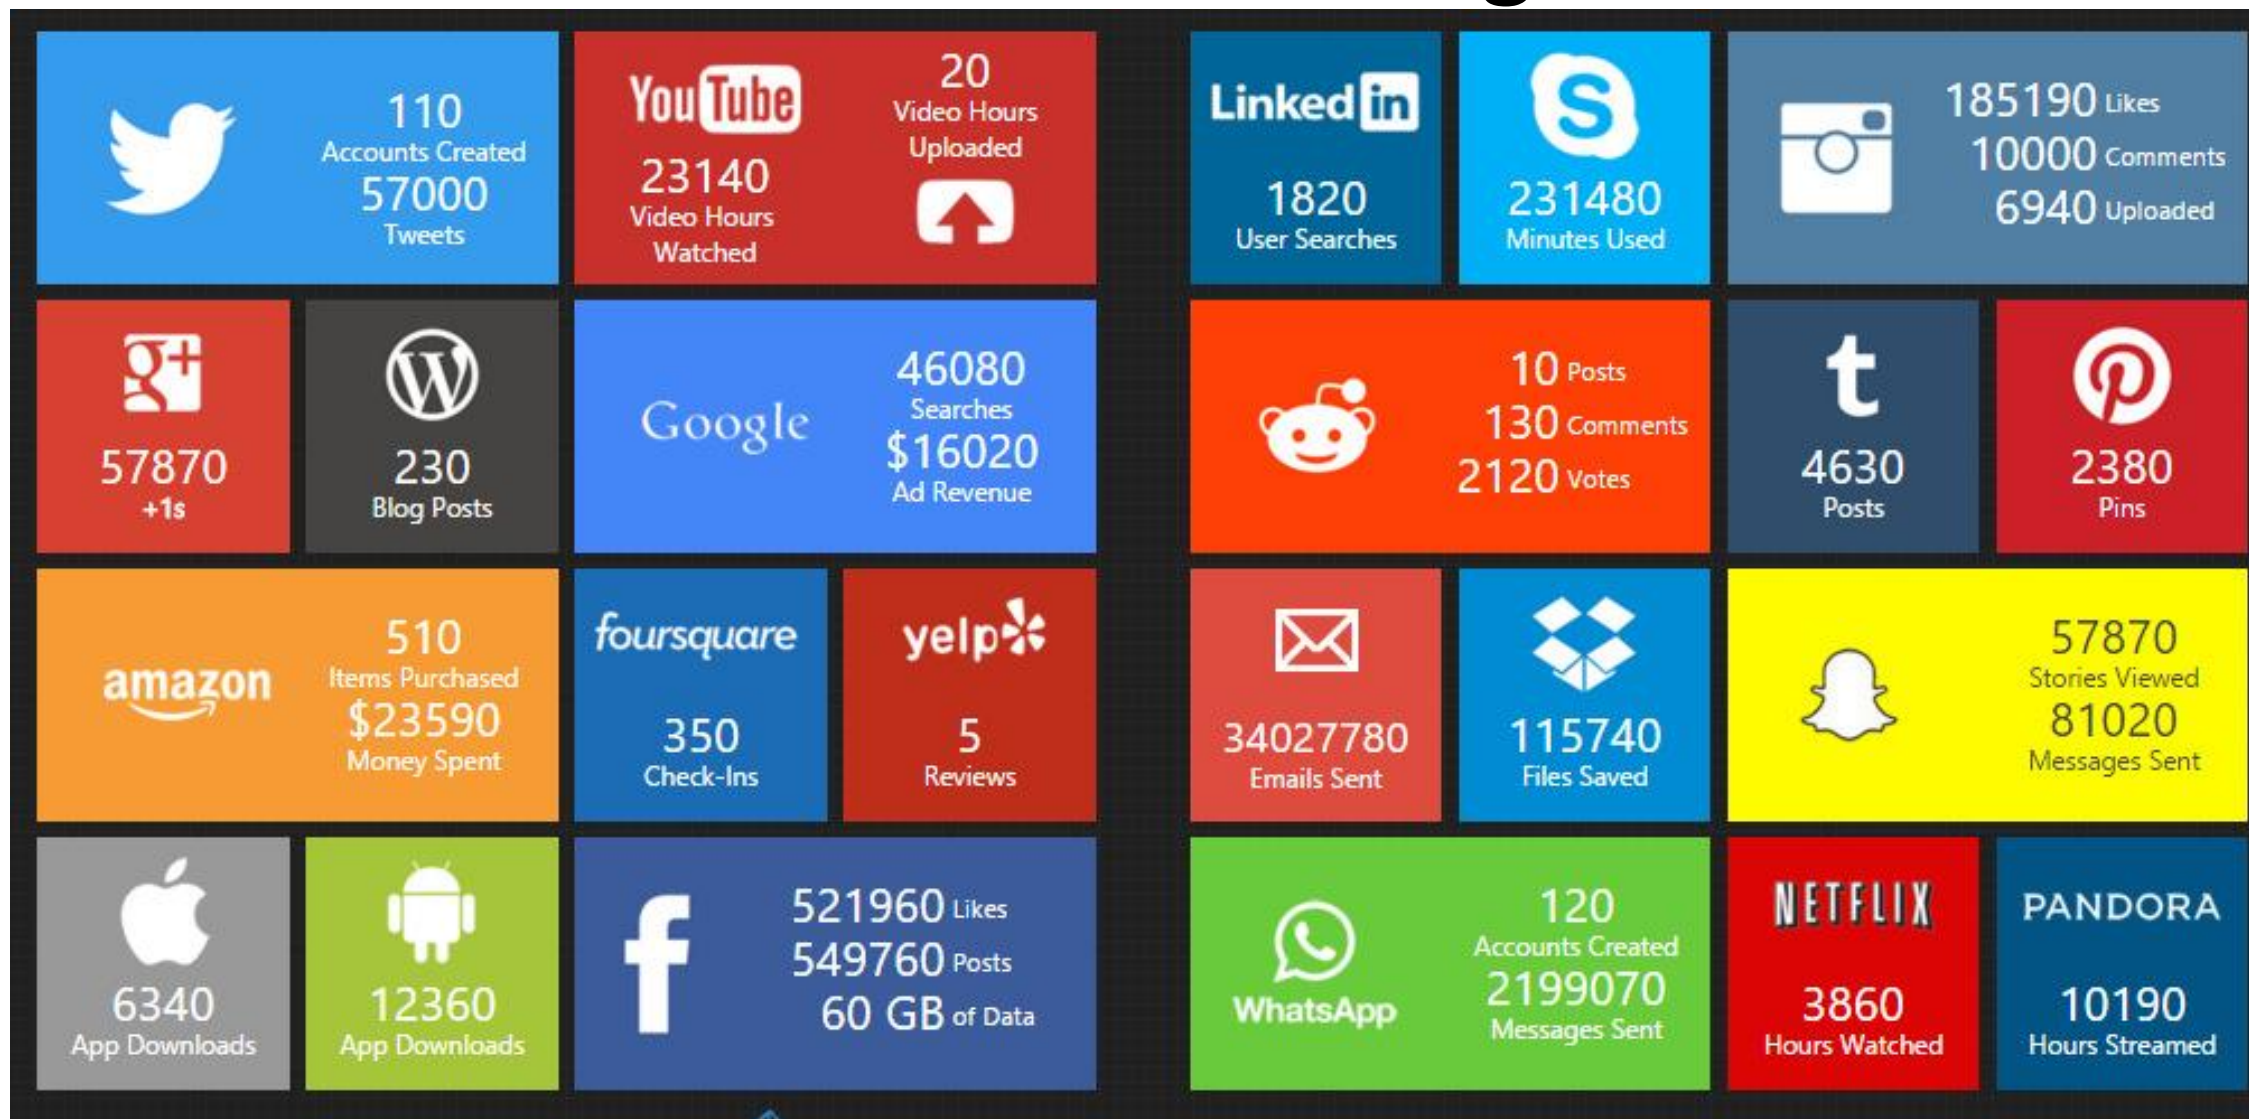 110
Accounts Created
57000
Tweets
You Tube
23140
Video Hours
Watched
20
Video Hours
Uploaded
Linked in
1820
User Searches
S
231480
Minutes Used
185190 Likes
10000 Comments
6940 Uploaded
g+
57870
+1s
W
230
Blog Posts
Google
46080
Searches
$16020
Ad Revenue
10 Posts
130 Comments
2120 Votes
t
4630
Posts
p
2380
Pins
amazon
510
Items Purchased
$23590
Money Spent
foursquare
350
Check-Ins
yelp
5
Reviews
34027780
Emails Sent
115740
Files Saved
57870
Stories Viewed
81020
Messages Sent
6340
App Downloads
12360
App Downloads
f
521960 Likes
549760 Posts
60 GB of Data
WhatsApp
120
Accounts Created
2199070
Messages Sent
NETFLIX
3860
Hours Watched
PANDORA
10190
Hours Streamed